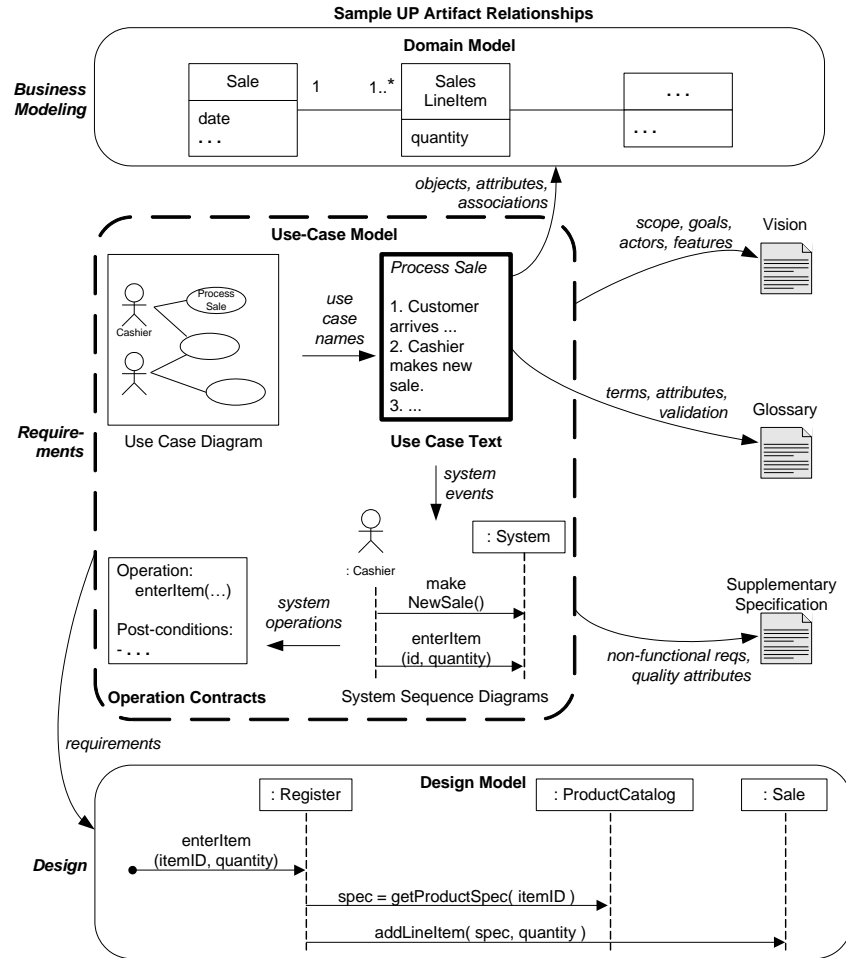 Sample UP Artifact Relationships
Domain Model
Business
Modeling
Sale
date
. . .
1
1..*
Sales
LineItem
quantity
. . .
. . .
objects, attributes,
associations
Use-Case Model
Process
Sale
Cashier
Use Case Diagram
use
case
names
Process Sale
1. Customer
arrives ...
2. Cashier
makes new
sale.
3. ...
Use Case Text
scope, goals,
actors, features
Vision
terms, attributes,
validation
Glossary
Require-
ments
system
events
Operation:
enterItem(…)
Post-conditions:
- . . .
Operation Contracts
system
operations
: Cashier
: System
make
NewSale()
enterItem
(id, quantity)
System Sequence Diagrams
Supplementary
Specification
non-functional reqs,
quality attributes
requirements
Design Model
Design
: Register
: ProductCatalog
: Sale
enterItem
(itemID, quantity)
spec = getProductSpec( itemID )
addLineItem( spec, quantity )